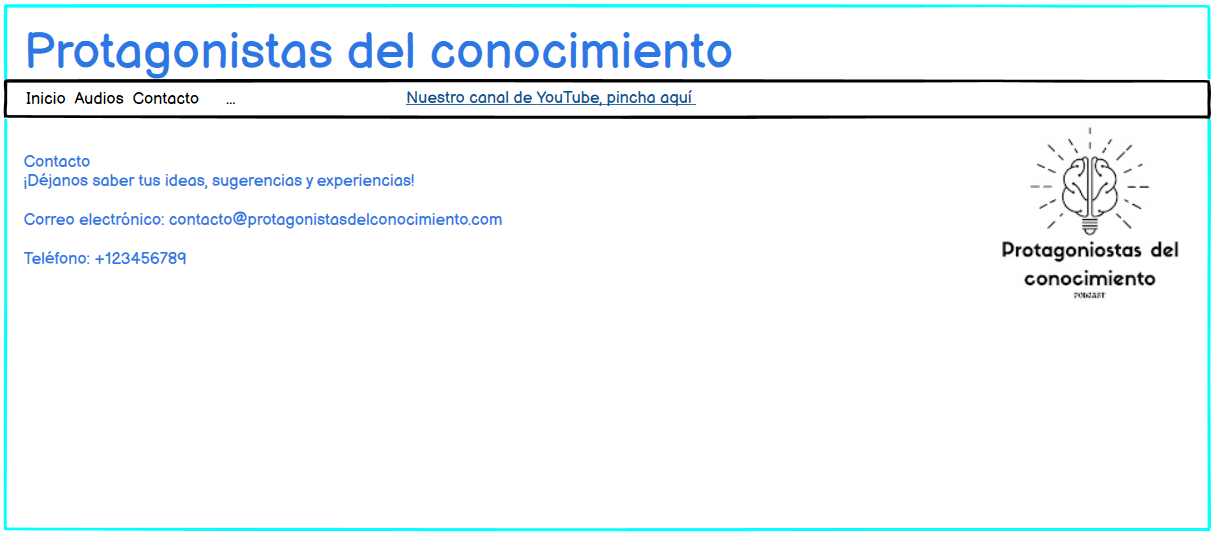 Protagonistas del conocimiento
Inicio Audios Contacto ... Nuestro canal de YouTube, pincha aquí
Contacto
¡Déjanos saber tus ideas, sugerencias y experiencias!
Correo electrónico: contacto@protagonistasdelconocimiento.com
Teléfono: +123456789
Protagoniostas del
conocimiento
PODCAST